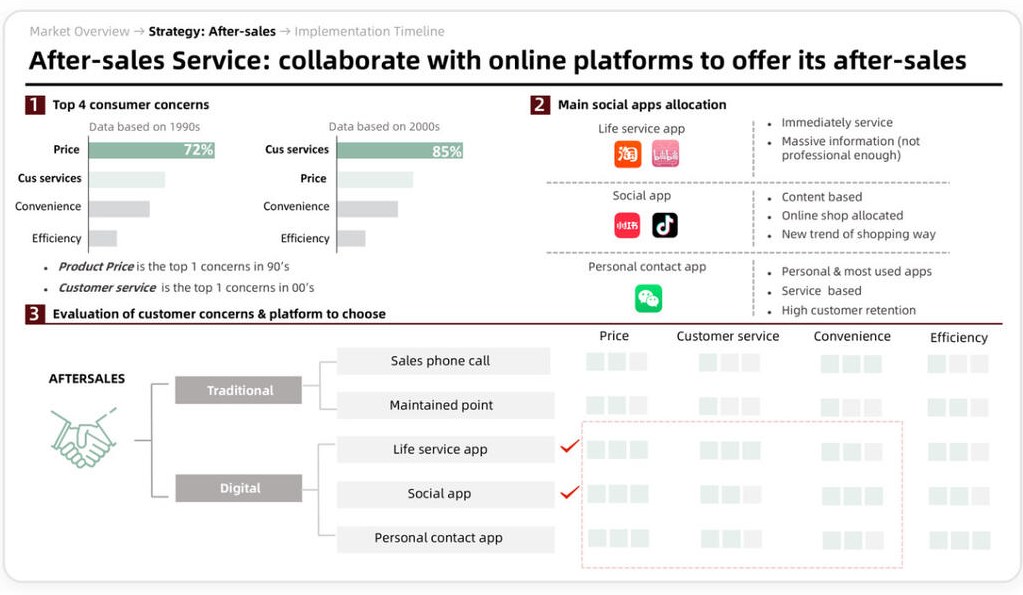 Market Overview → Strategy: After-sales → Implementation Timeline
After-sales Service: collaborate with online platforms to offer its after-sales
1 Top 4 consumer concerns
Data based on 1990s
Price
72%
Cus services
Convenience
Efficiency
Data based on 2000s
Cus services
85%
Price
Convenience
Efficiency
• Product Price is the top 1 concerns in 90's
• Customer service is the top 1 concerns in 00's
2 Main social apps allocation
Life service app
淘
• Immediately service
• Massive information (not
professional enough)
Social app
小红书
• Content based
• Online shop allocated
• New trend of shopping way
Personal contact app
• Personal & most used apps
• Service based
• High customer retention
3 Evaluation of customer concerns & platform to choose
Price Customer service Convenience Efficiency
AFTERSALES
Traditional
Sales phone call
Maintained point
Digital
Life service app
Social app
Personal contact app